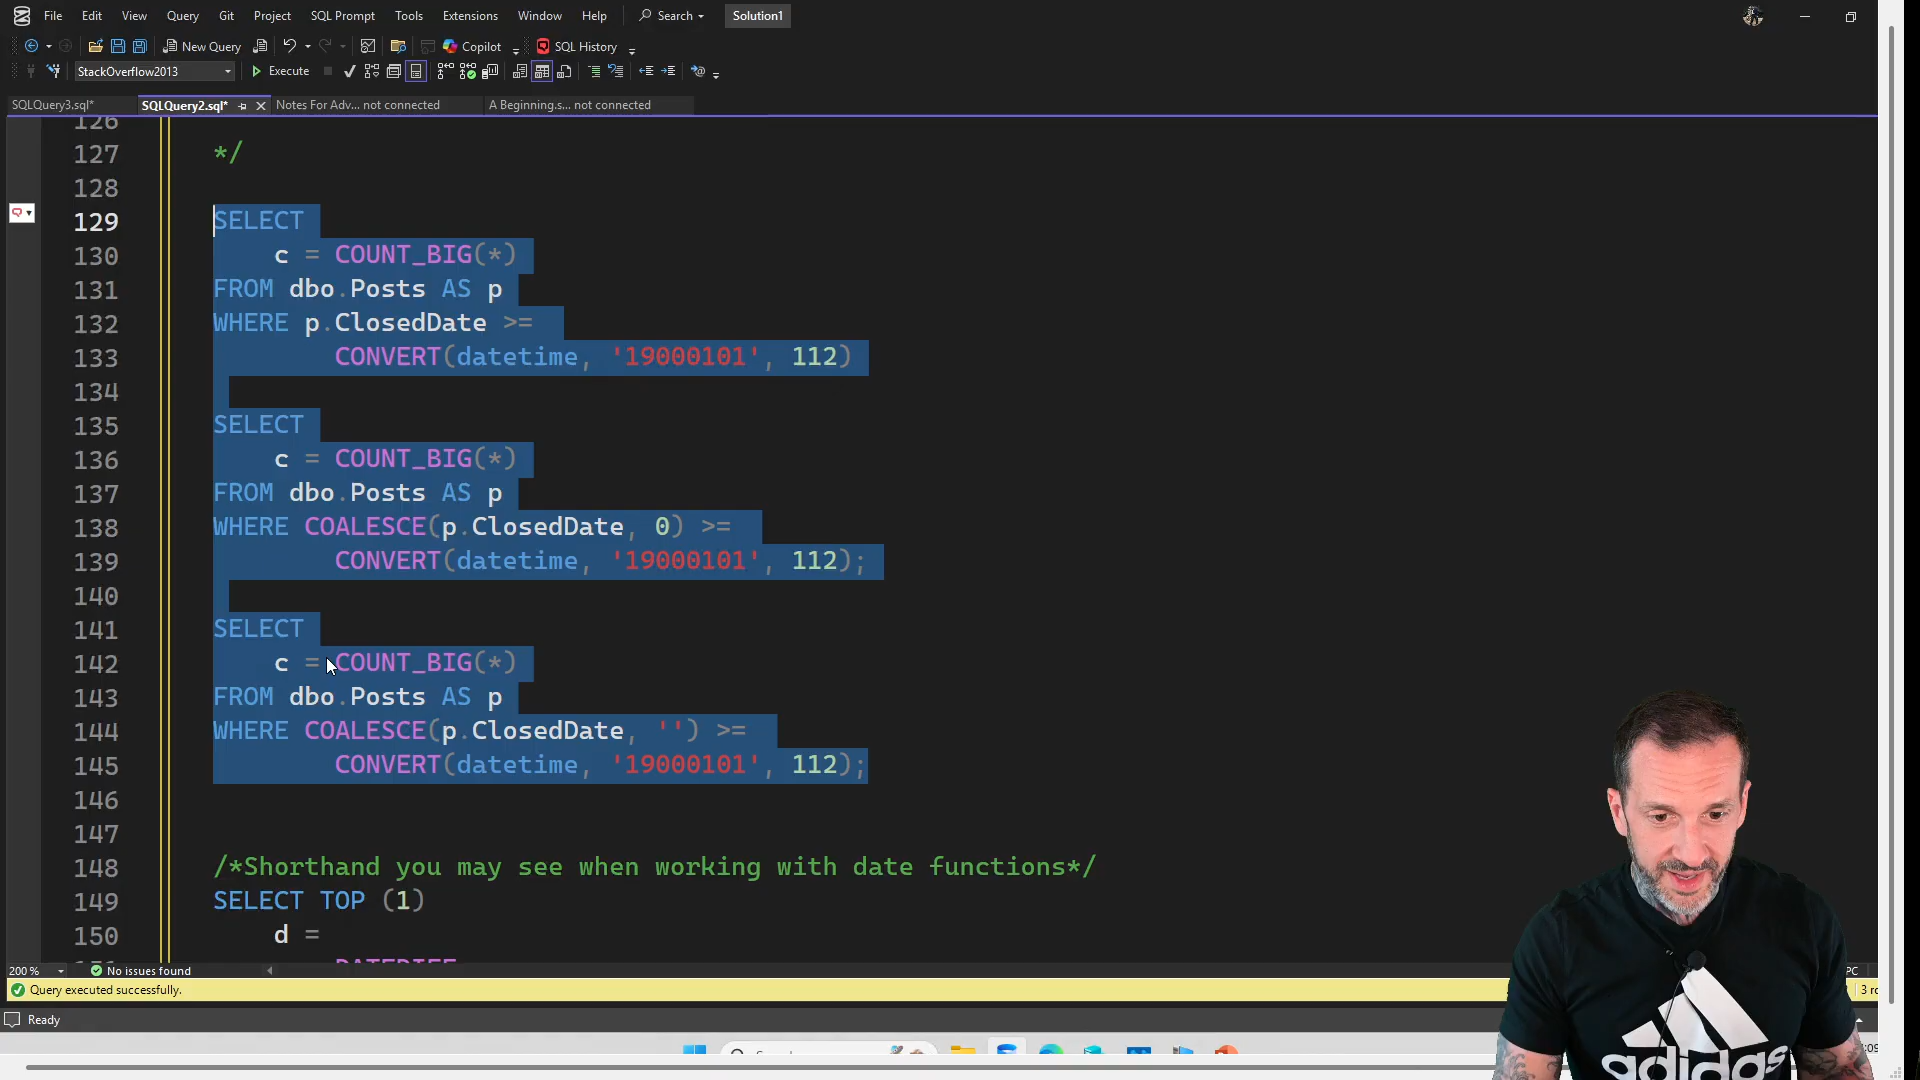 File Edit View Query Git Project SQL Prompt Tools Extensions Window Help Search Solution1
New Query Copilot SQL History
StackOverflow2013 Execute
SQLQuery3.sql* SQLQuery2.sql* Notes For Adv... not connected A Beginning.s... not connected
126
127 */
128
129 SELECT
130 c = COUNT_BIG(*)
131 FROM dbo.Posts AS p
132 WHERE p.ClosedDate >=
133 CONVERT(datetime, '19000101', 112)
134
135 SELECT
136 c = COUNT_BIG(*)
137 FROM dbo.Posts AS p
138 WHERE COALESCE(p.ClosedDate, 0) >=
139 CONVERT(datetime, '19000101', 112);
140
141 SELECT
142 c = COUNT_BIG(*)
143 FROM dbo.Posts AS p
144 WHERE COALESCE(p.ClosedDate, '') >=
145 CONVERT(datetime, '19000101', 112);
146
147
148 /*Shorthand you may see when working with date functions*/
149 SELECT TOP (1)
150 d =
DATEDIFF
200 % No issues found
Query executed successfully.
Ready
adidas